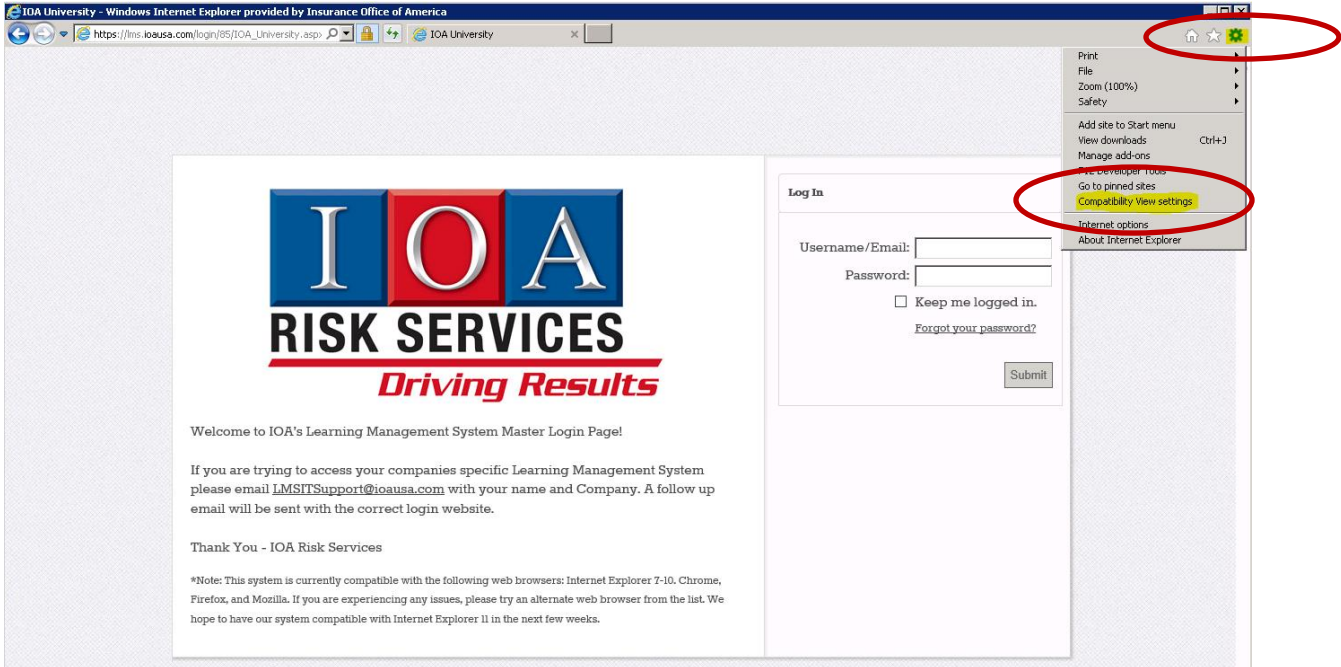 IOA University - Windows Internet Explorer provided by Insurance Office of America
https://lms.ioausa.com/login/85/IOA_University.asp
IOA University
Print
File
Zoom (100%)
Safety
Add site to Start menu
View downloads Ctrl+J
Manage add-ons
F12 Developer Tools
Go to pinned sites
Compatibility View settings
Internet options
About Internet Explorer
IOA
RISK SERVICES
Driving Results
Welcome to IOA's Learning Management System Master Login Page!
If you are trying to access your companies specific Learning Management System
please email LMSITSupport@ioausa.com with your name and Company. A follow up
email will be sent with the correct login website.
Thank You - IOA Risk Services
*Note: This system is currently compatible with the following web browsers: Internet Explorer 7-10. Chrome,
Firefox, and Mozilla. If you are experiencing any issues, please try an alternate web browser from the list. We
hope to have our system compatible with Internet Explorer 11 in the next few weeks.
Log In
Username/Email:
Password:
Keep me logged in.
Forgot your password?
Submit